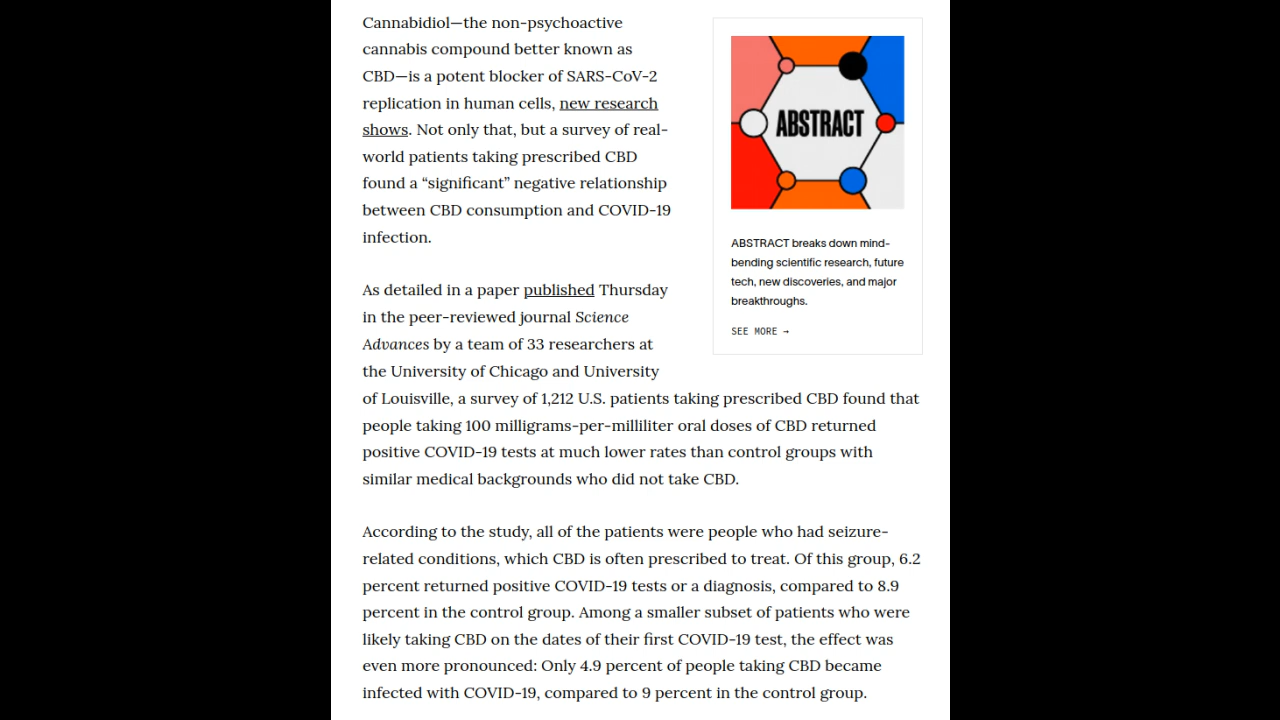 Cannabidiol—the non-psychoactive
cannabis compound better known as
CBD—is a potent blocker of SARS-CoV-2
replication in human cells, new research
shows. Not only that, but a survey of real-
world patients taking prescribed CBD
found a “significant” negative relationship
between CBD consumption and COVID-19
infection.
ABSTRACT
ABSTRACT breaks down mind-
bending scientific research, future
tech, new discoveries, and major
breakthroughs.
SEE MORE →
As detailed in a paper published Thursday
in the peer-reviewed journal Science
Advances by a team of 33 researchers at
the University of Chicago and University
of Louisville, a survey of 1,212 U.S. patients taking prescribed CBD found that
people taking 100 milligrams-per-milliliter oral doses of CBD returned
positive COVID-19 tests at much lower rates than control groups with
similar medical backgrounds who did not take CBD.
According to the study, all of the patients were people who had seizure-
related conditions, which CBD is often prescribed to treat. Of this group, 6.2
percent returned positive COVID-19 tests or a diagnosis, compared to 8.9
percent in the control group. Among a smaller subset of patients who were
likely taking CBD on the dates of their first COVID-19 test, the effect was
even more pronounced: Only 4.9 percent of people taking CBD became
infected with COVID-19, compared to 9 percent in the control group.